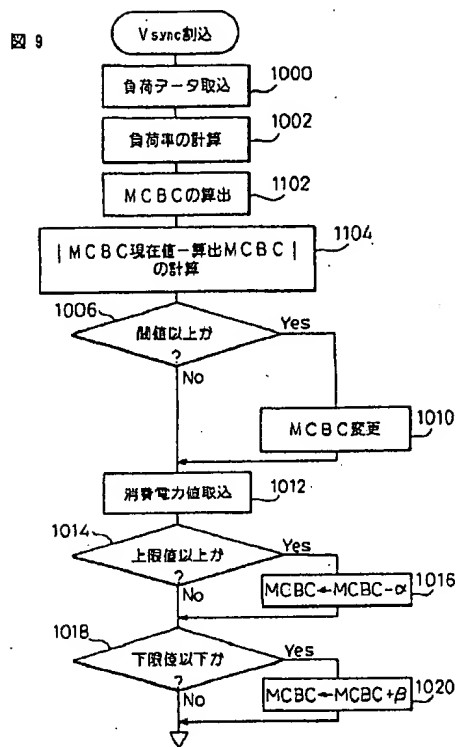 図 9
Vsync割込
負荷データ取込
1000
負荷率の計算
1002
MCBCの算出
1102
|MCBC現在値-算出MCBC|
の計算
1104
1006
閾値以上か
?
Yes
No
MCBC変更
1010
消費電力値取込
1012
1014
上限値以上か
?
Yes
No
MCBC←MCBC-α
1016
1018
下限値以下か
?
Yes
No
MCBC←MCBC+β
1020